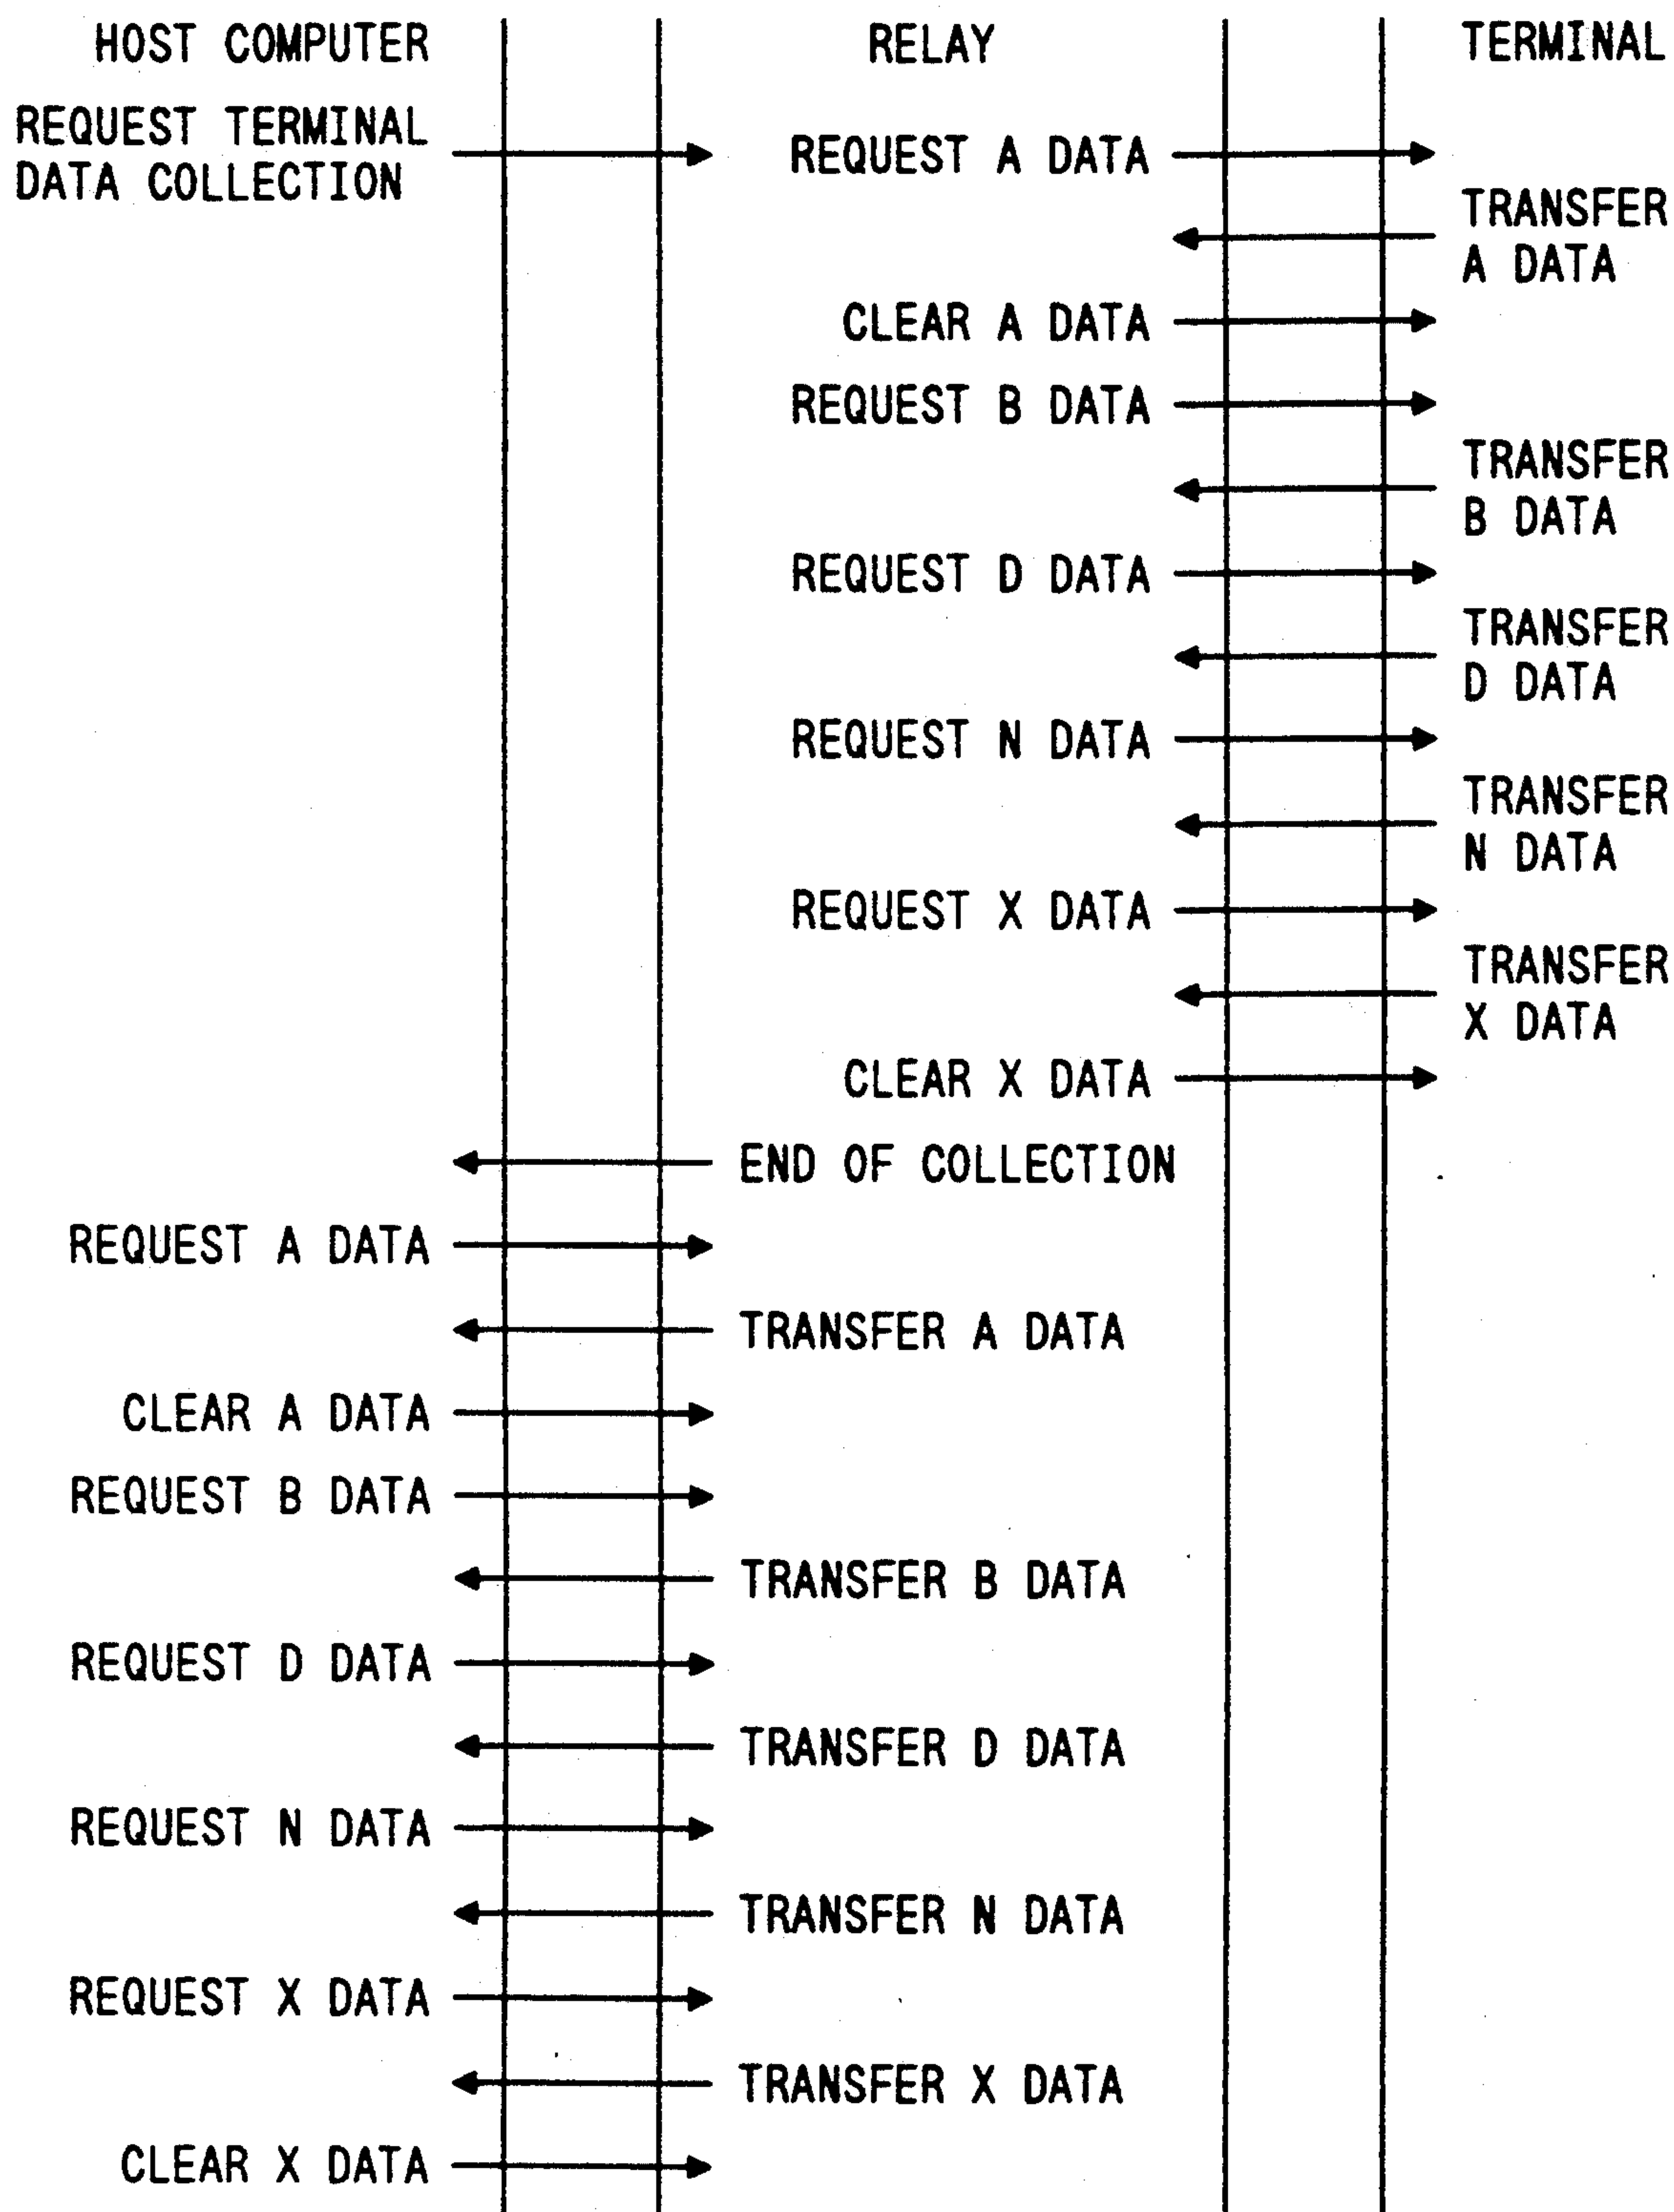 HOST COMPUTER
RELAY
TERMINAL
REQUEST TERMINAL
DATA COLLECTION
REQUEST A DATA
TRANSFER
A DATA
CLEAR A DATA
REQUEST B DATA
TRANSFER
B DATA
REQUEST D DATA
TRANSFER
D DATA
REQUEST N DATA
TRANSFER
N DATA
REQUEST X DATA
TRANSFER
X DATA
CLEAR X DATA
END OF COLLECTION
REQUEST A DATA
TRANSFER A DATA
CLEAR A DATA
REQUEST B DATA
TRANSFER B DATA
REQUEST D DATA
TRANSFER D DATA
REQUEST N DATA
TRANSFER N DATA
REQUEST X DATA
TRANSFER X DATA
CLEAR X DATA